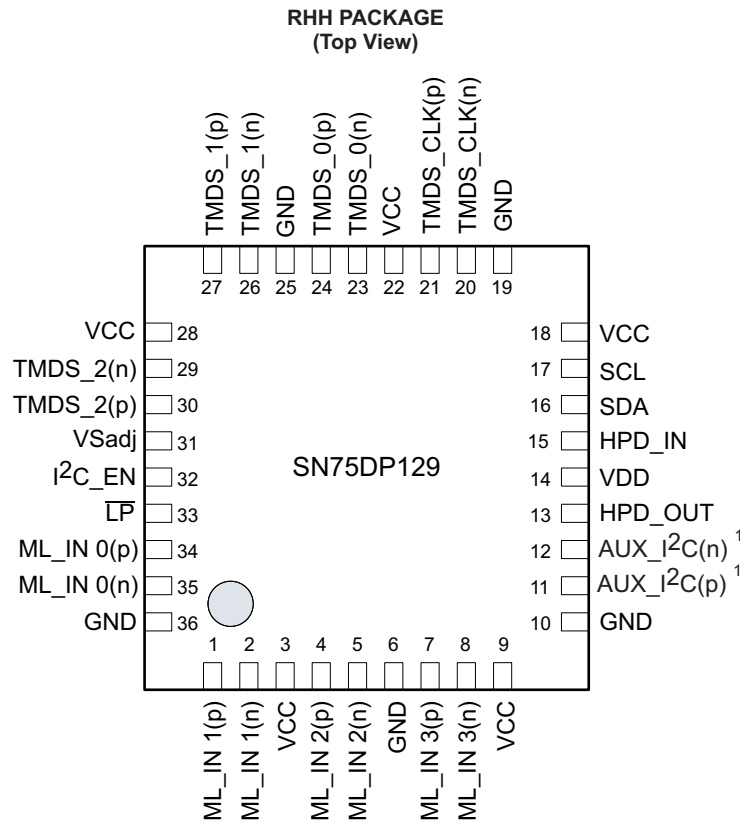 RHH PACKAGE
(Top View)
TMDS_1(p)
TMDS_1(n)
GND
TMDS_0(p)
TMDS_0(n)
VCC
TMDS_CLK(p)
TMDS_CLK(n)
GND
27 26 25 24 23 22 21 20 19
VCC 28
TMDS_2(n) 29
TMDS_2(p) 30
VSadj 31
I²C_EN 32
L̅P̅ 33
ML_IN 0(p) 34
ML_IN 0(n) 35
GND 36
SN75DP129
18 VCC
17 SCL
16 SDA
15 HPD_IN
14 VDD
13 HPD_OUT
12 AUX_I²C(n) ¹
11 AUX_I²C(p) ¹
10 GND
1 2 3 4 5 6 7 8 9
ML_IN 1(p)
ML_IN 1(n)
VCC
ML_IN 2(p)
ML_IN 2(n)
GND
ML_IN 3(p)
ML_IN 3(n)
VCC